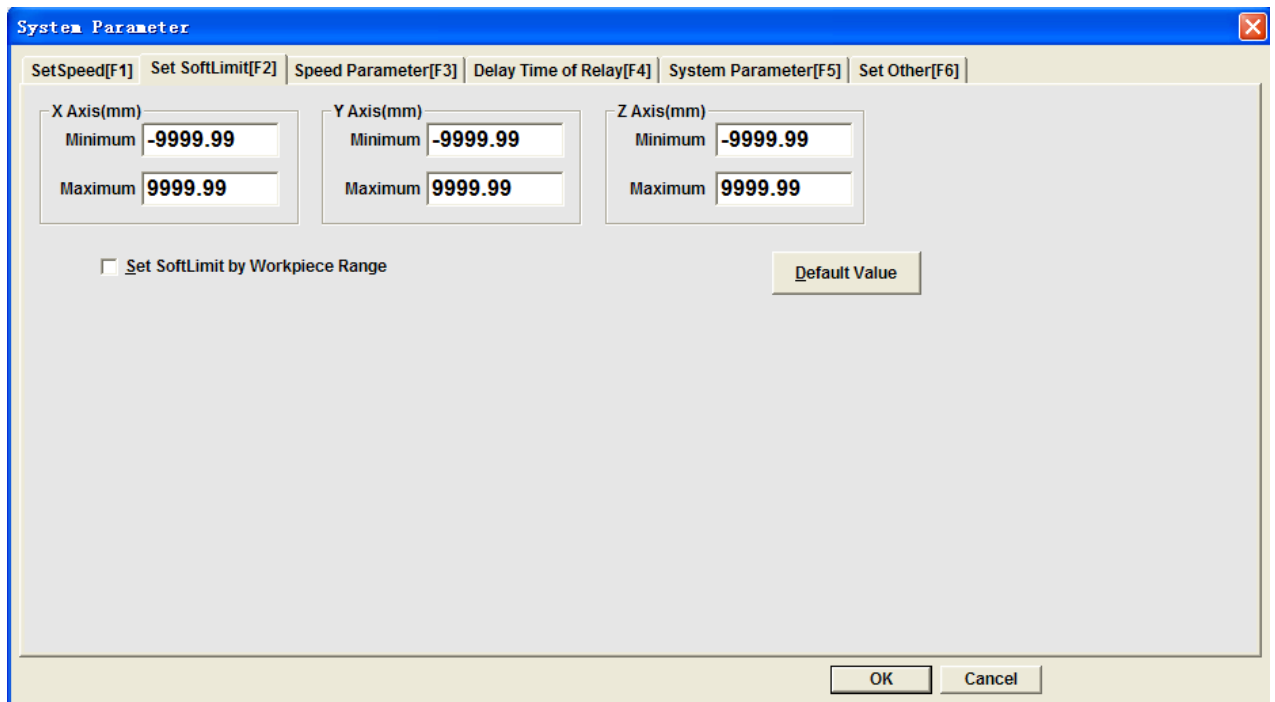 System Parameter
SetSpeed[F1] Set SoftLimit[F2] Speed Parameter[F3] Delay Time of Relay[F4] System Parameter[F5] Set Other[F6]
X Axis(mm) Y Axis(mm) Z Axis(mm)
Minimum -9999.99 Minimum -9999.99 Minimum -9999.99
Maximum 9999.99 Maximum 9999.99 Maximum 9999.99
Set SoftLimit by Workpiece Range Default Value
OK Cancel